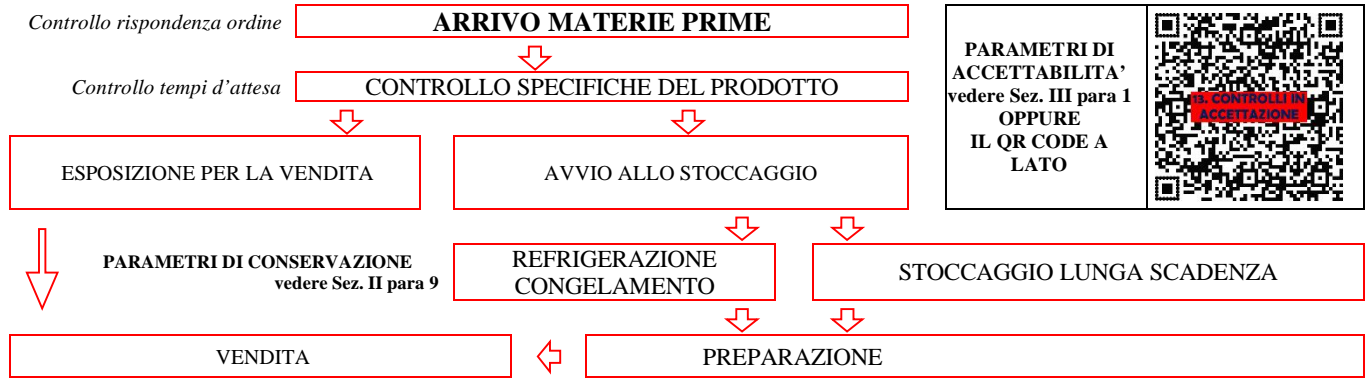 Controllo rispondenza ordine
ARRIVO MATERIE PRIME
Controllo tempi d'attesa
CONTROLLO SPECIFICHE DEL PRODOTTO
PARAMETRI DI
ACCETTABILITA'
vedere Sez. III para 1
OPPURE
IL QR CODE A
LATO
13. CONTROLLI IN
ACCETTAZIONE
ESPOSIZIONE PER LA VENDITA
AVVIO ALLO STOCCAGGIO
PARAMETRI DI CONSERVAZIONE
vedere Sez. II para 9
REFRIGERAZIONE
CONGELAMENTO
STOCCAGGIO LUNGA SCADENZA
VENDITA
PREPARAZIONE